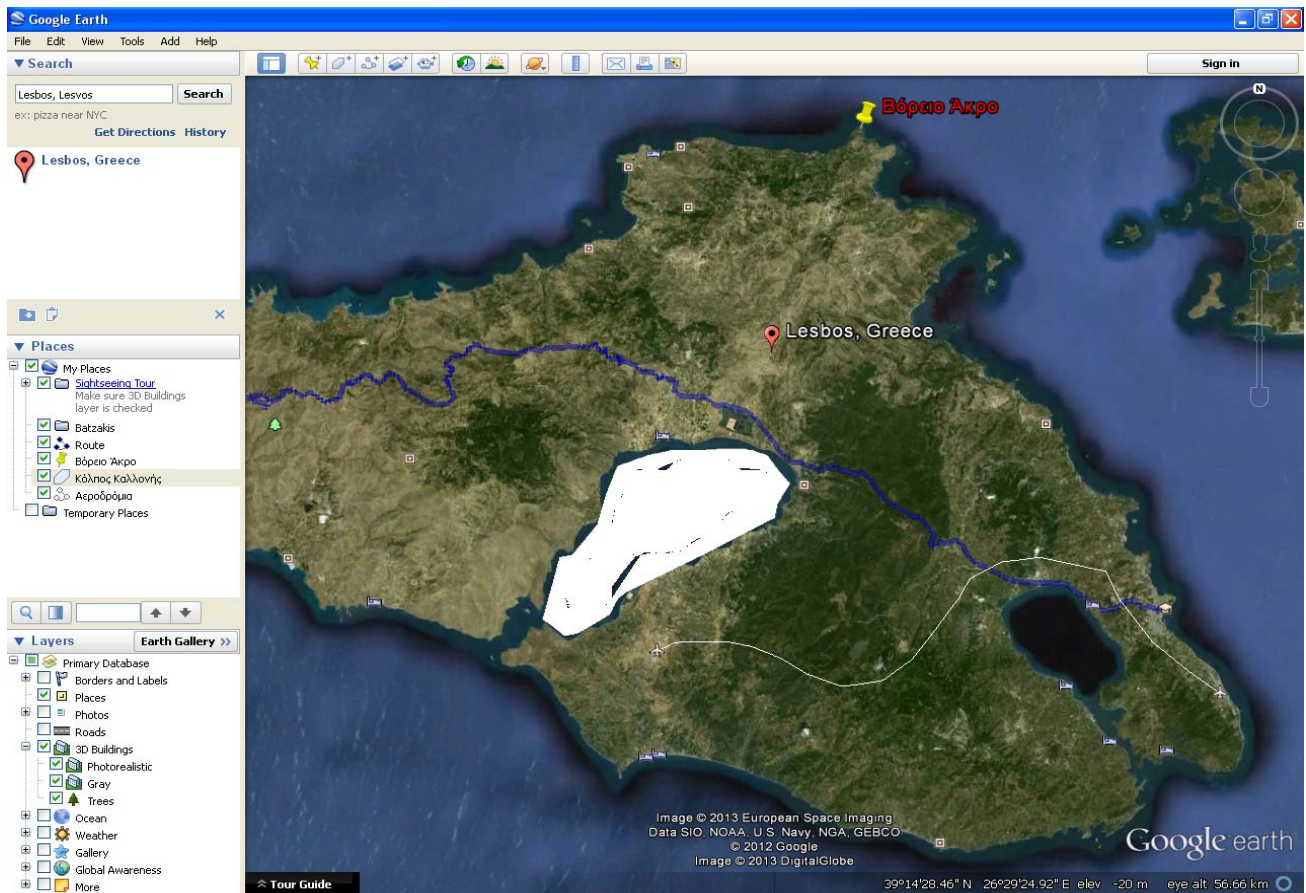 Google Earth
File Edit View Tools Add Help
Search
Lesbos, Lesvos
Search
ex: pizza near NYC
Get Directions History
Lesbos, Greece
Places
My Places
Sightseeing Tour
Make sure 3D Buildings
layer is checked
Batzakis
Route
Βόρειο Άκρο
Κόλπος Καλλονής
Αεροδρόμια
Temporary Places
Layers
Earth Gallery >>
Primary Database
Borders and Labels
Places
Photos
Roads
3D Buildings
Photorealistic
Gray
Trees
Ocean
Weather
Gallery
Global Awareness
More
Sign in
N
Βόρειο Άκρο
Lesbos, Greece
Image © 2013 European Space Imaging
Data SIO, NOAA, U.S. Navy, NGA, GEBCO
© 2012 Google
Image © 2013 DigitalGlobe
Google earth
Tour Guide
39°14'28.46" N 26°29'24.92" E elev -20 m eye alt 56.66 km